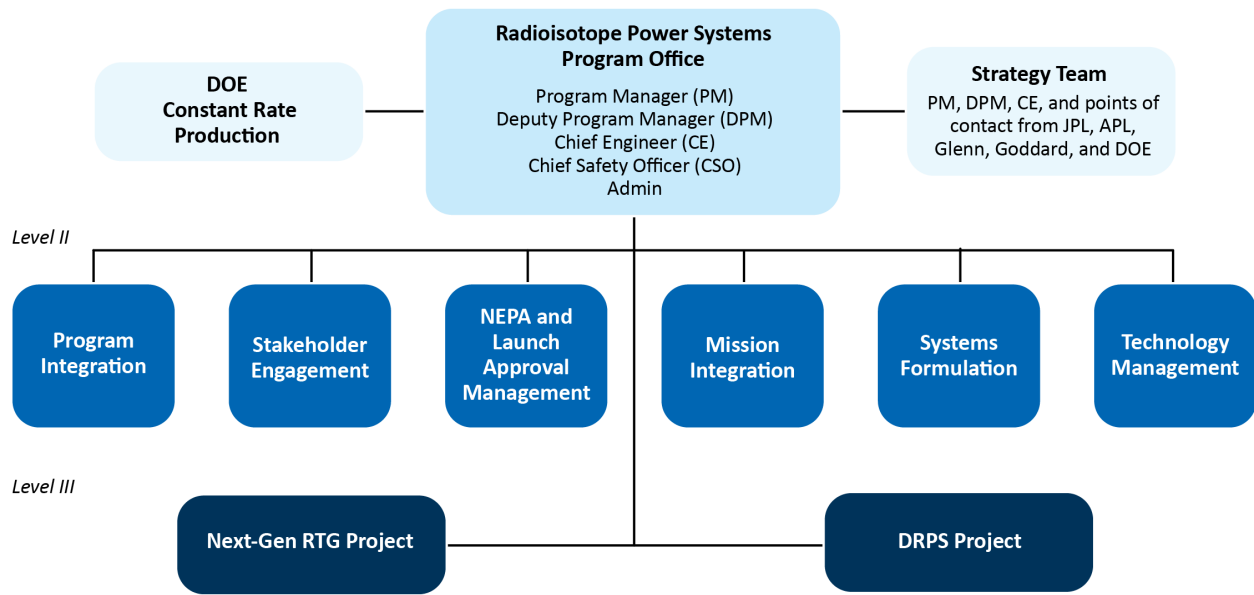 Radioisotope Power Systems
Program Office
Program Manager (PM)
Deputy Program Manager (DPM)
Chief Engineer (CE)
Chief Safety Officer (CSO)
Admin
DOE
Constant Rate
Production
Strategy Team
PM, DPM, CE, and points of
contact from JPL, APL,
Glenn, Goddard, and DOE
Level II
Program
Integration
Stakeholder
Engagement
NEPA and
Launch
Approval
Management
Mission
Integration
Systems
Formulation
Technology
Management
Level III
Next-Gen RTG Project
DRPS Project